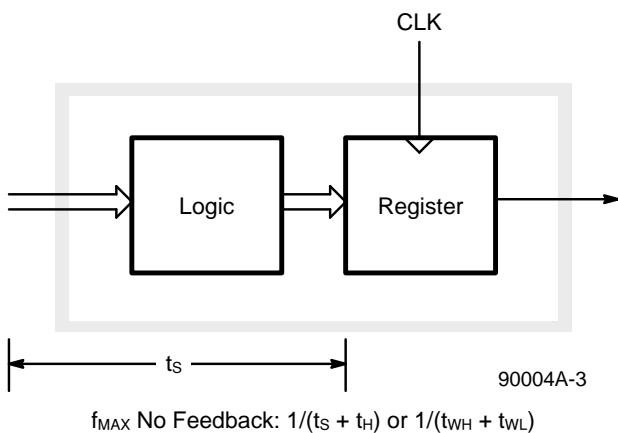 CLK
Logic
Register
tS
90004A-3
fMAX No Feedback: 1/(tS + tH) or 1/(tWH + tWL)